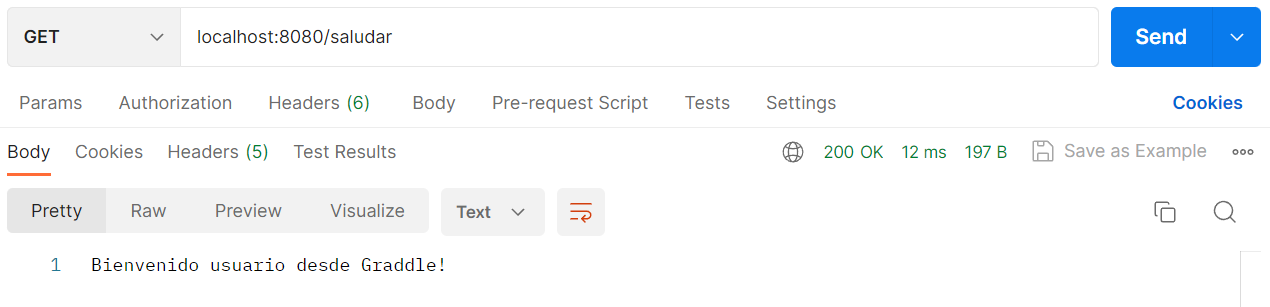 GET localhost:8080/saludar Send
Params Authorization Headers (6) Body Pre-request Script Tests Settings Cookies
Body Cookies Headers (5) Test Results 200 OK 12 ms 197 B Save as Example
Pretty Raw Preview Visualize Text
1 Bienvenido usuario desde Graddle!